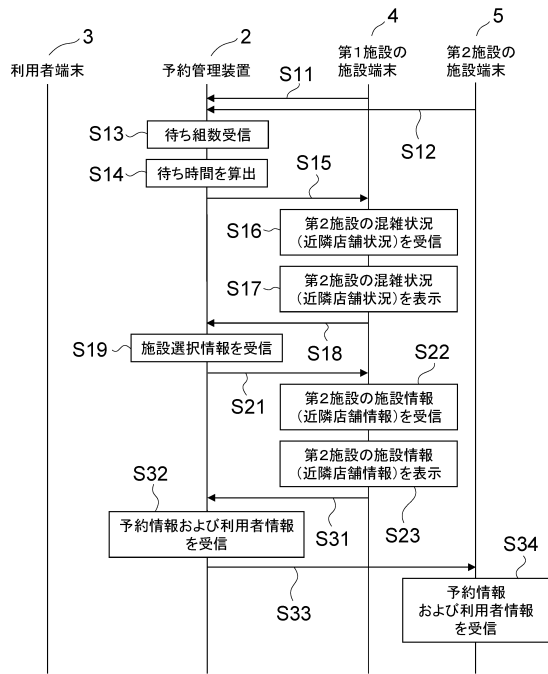 3
2
4
5
利用者端末
予約管理装置
第1施設の
施設端末
第2施設の
施設端末
S11
S12
S13
待ち組数受信
S14
待ち時間を算出
S15
S16
第2施設の混雑状況
(近隣店舗状況)を受信
S17
第2施設の混雑状況
(近隣店舗状況)を表示
S18
S19
施設選択情報を受信
S21
S22
第2施設の施設情報
(近隣店舗情報)を受信
第2施設の施設情報
(近隣店舗情報)を表示
S23
S31
S32
予約情報および利用者情報
を受信
S33
S34
予約情報
および利用者情報
を受信